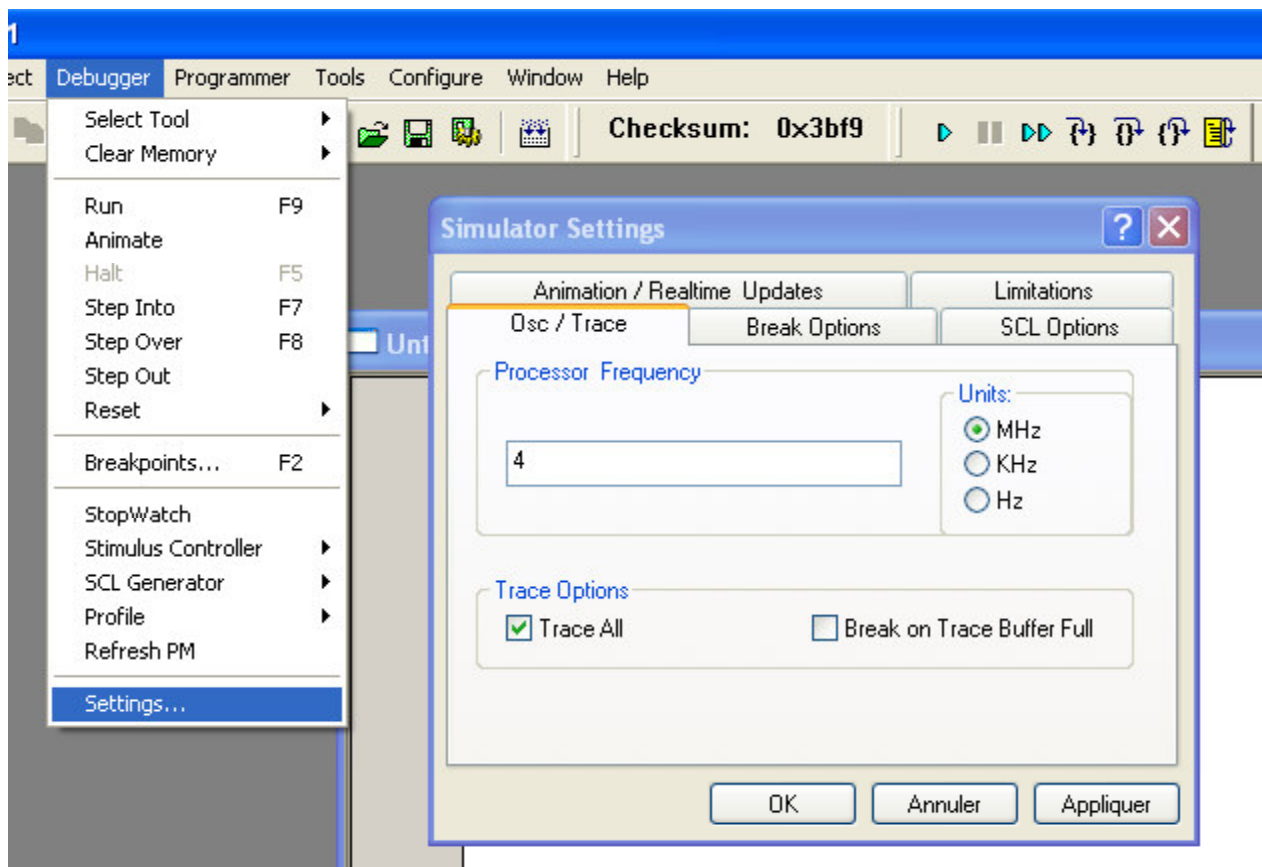 1
ect Debugger Programmer Tools Configure Window Help
Checksum: 0x3bf9
Select Tool
Clear Memory
Run F9
Animate
Halt F5
Step Into F7
Step Over F8
Step Out
Reset
Breakpoints... F2
StopWatch
Stimulus Controller
SCL Generator
Profile
Refresh PM
Settings...
Unt
Simulator Settings
Animation / Realtime Updates Limitations
Osc / Trace Break Options SCL Options
Processor Frequency
4
Units:
MHz
KHz
Hz
Trace Options
Trace All Break on Trace Buffer Full
OK Annuler Appliquer